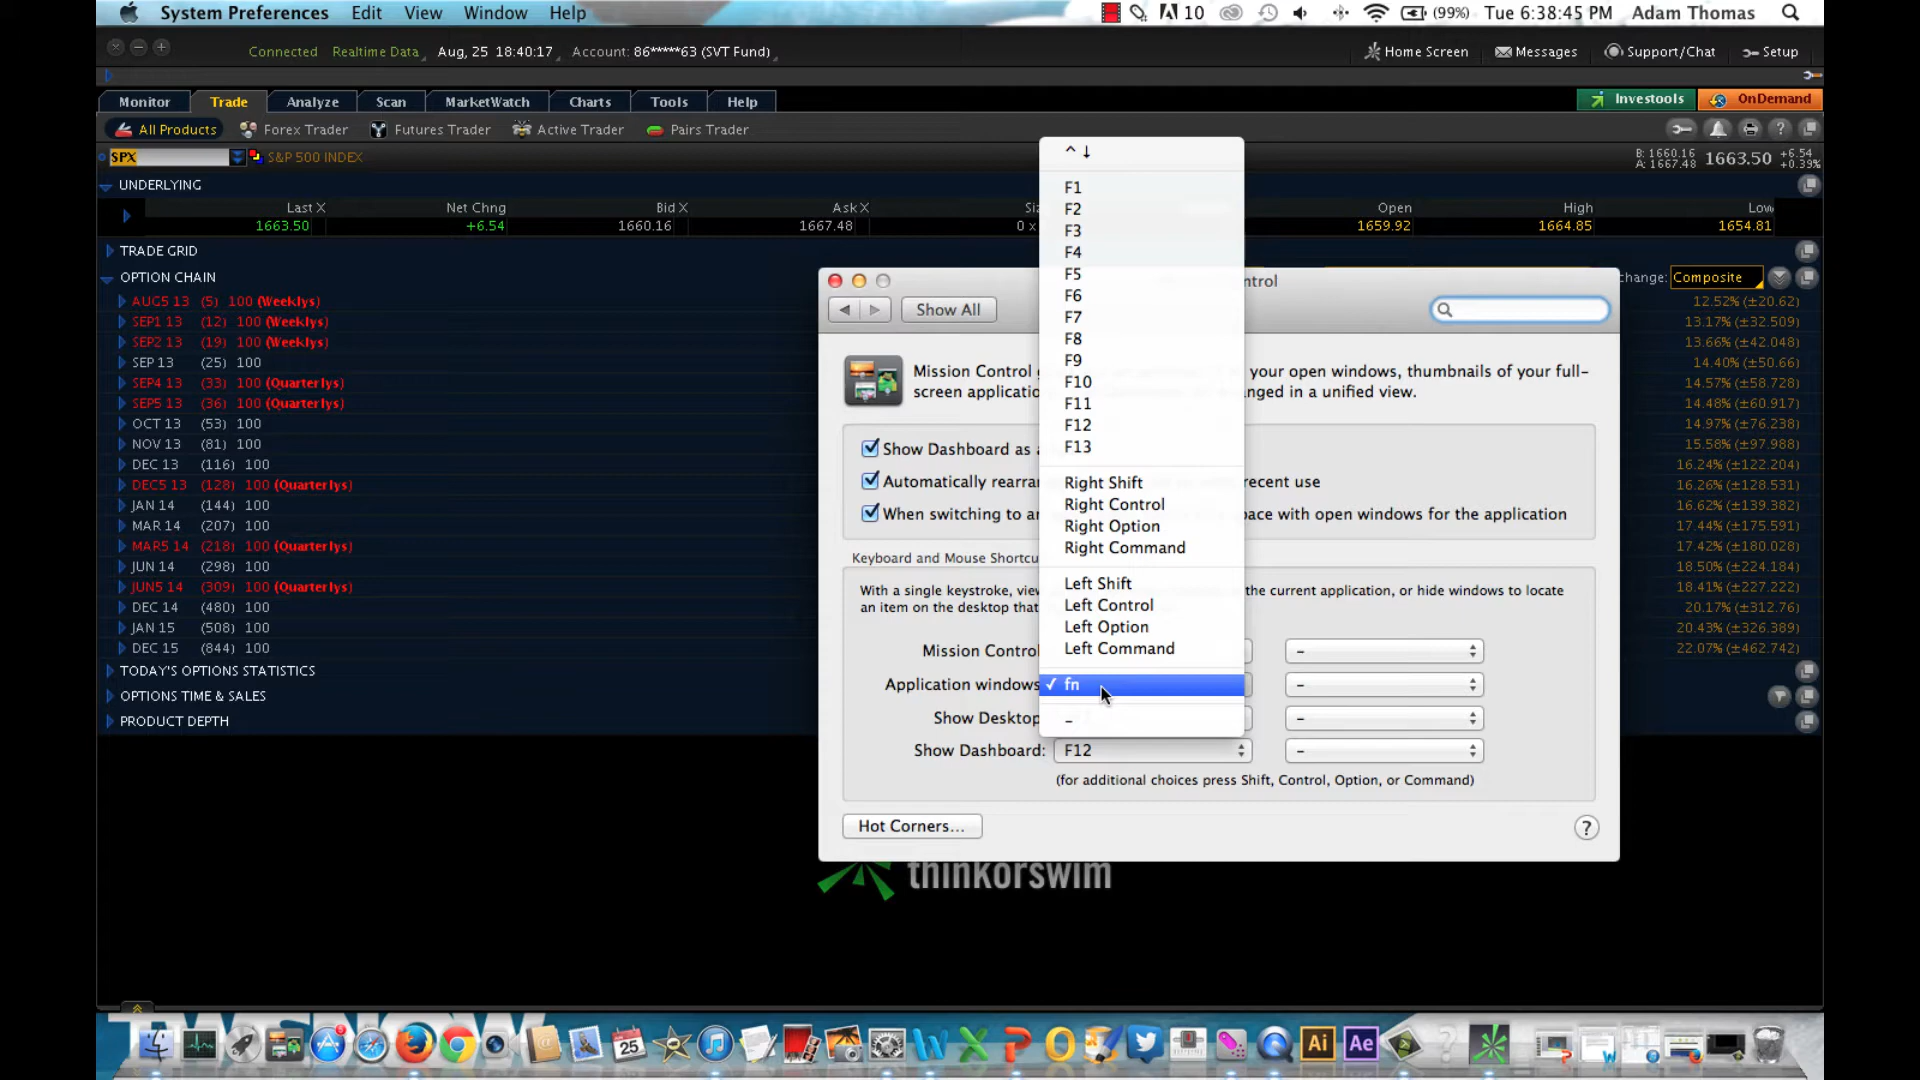 System Preferences Edit View Window Help 10 (99%) Tue 6:38:45 PM Adam Thomas
Connected Realtime Data Aug, 25 18:40:17 Account: 86*****63 (SVT Fund) Home Screen Messages Support/Chat Setup
Monitor Trade Analyze Scan MarketWatch Charts Tools Help Investools OnDemand
All Products Forex Trader Futures Trader Active Trader Pairs Trader
SPX S&P 500 INDEX B: 1660.16 A: 1667.48 1663.50 +6.54 +0.39%
UNDERLYING
Last X Net Chng Bid X Ask X Open High Low
1663.50 +6.54 1660.16 1667.48 0 x 1659.92 1664.85 1654.81
TRADE GRID
OPTION CHAIN change: Composite
AUG5 13 (5) 100 (Weeklys) 12.52% (±20.62)
SEP1 13 (12) 100 (Weeklys) 13.17% (±32.509)
SEP2 13 (19) 100 (Weeklys) 13.66% (±42.048)
SEP 13 (25) 100 14.40% (±50.66)
SEP4 13 (33) 100 (Quarterlys) 14.57% (±58.728)
SEP5 13 (36) 100 (Quarterlys) 14.48% (±60.917)
OCT 13 (53) 100 14.97% (±76.238)
NOV 13 (81) 100 15.58% (±97.988)
DEC 13 (116) 100 16.24% (±122.204)
DEC5 13 (128) 100 (Quarterlys) 16.26% (±128.531)
JAN 14 (144) 100 16.62% (±139.382)
MAR 14 (207) 100 17.44% (±175.591)
MAR5 14 (218) 100 (Quarterlys) 17.42% (±180.028)
JUN 14 (298) 100 18.50% (±224.184)
JUN5 14 (309) 100 (Quarterlys) 18.41% (±227.222)
DEC 14 (480) 100 20.17% (±312.76)
JAN 15 (508) 100 20.43% (±326.389)
DEC 15 (844) 100 22.07% (±462.742)
TODAY'S OPTIONS STATISTICS
OPTIONS TIME & SALES
PRODUCT DEPTH
Show All
Mission Control your open windows, thumbnails of your full-
screen application anged in a unified view.
Show Dashboard as a
Automatically rearran recent use
When switching to an pace with open windows for the application
Keyboard and Mouse Shortcu
With a single keystroke, view the current application, or hide windows to locate
an item on the desktop tha
Mission Control –
Application windows –
Show Desktop –
Show Dashboard: F12 –
(for additional choices press Shift, Control, Option, or Command)
Hot Corners... ?
^ ↓
F1
F2
F3
F4
F5
F6
F7
F8
F9
F10
F11
F12
F13
Right Shift
Right Control
Right Option
Right Command
Left Shift
Left Control
Left Option
Left Command
✓ fn
–
thinkorswim
25 Ai Ae